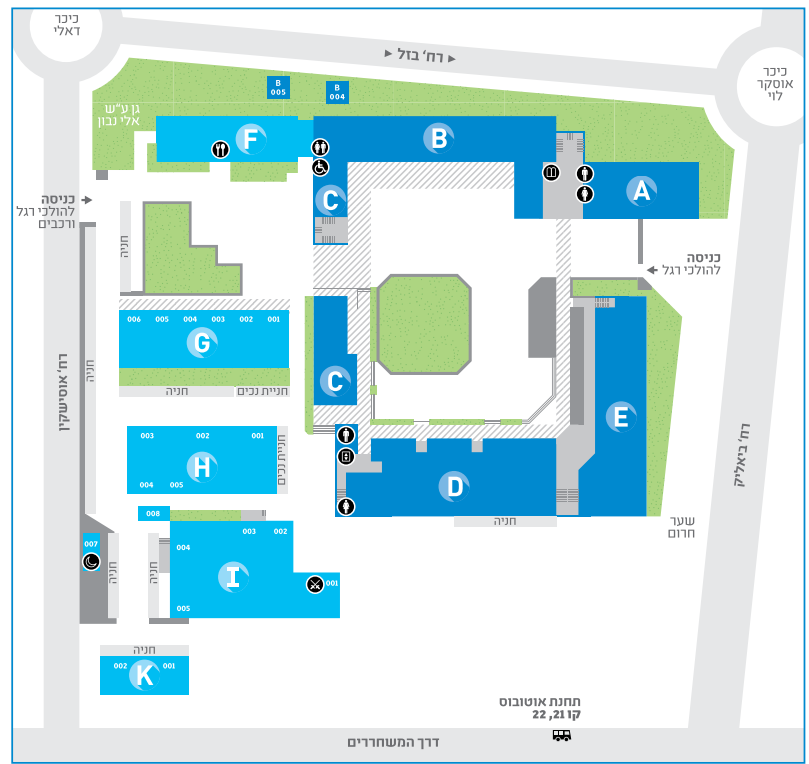 כיכר
דאלי
רח' בזל
כיכר
אוסקר
לוי
B
005
B
004
גן ע"ש
אלי נבון
F
B
A
C
כניסה
להולכי רגל
ורכבים
חניה
כניסה
להולכי רגל
006
005
004
003
002
001
G
חניה
חניית נכים
C
E
רח' אוסישקין
חניה
רח' ביאליק
003
002
001
H
004
005
חניית נכים
D
חניה
שער
חרום
008
007
003
002
004
I
001
005
חניה
חניה
חניה
002
K
001
תחנת אוטובוס
קו 21, 22
דרך המשחררים